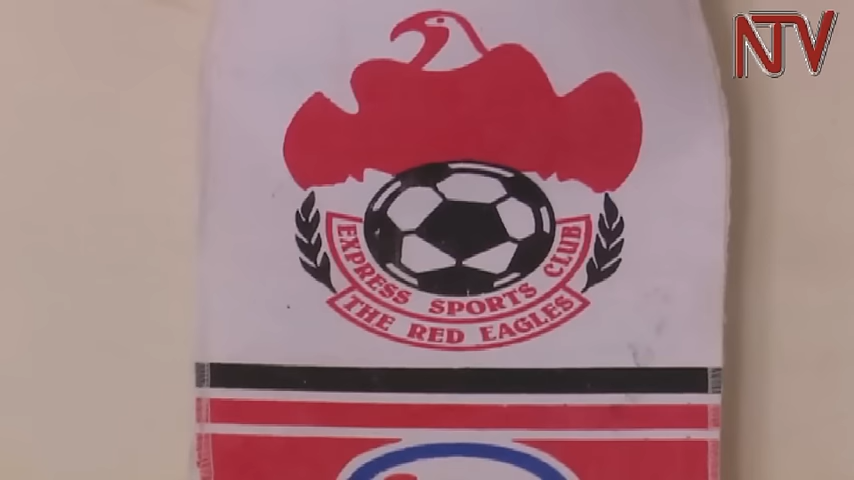 NTV
EXPRESS SPORTS CLUB
THE RED EAGLES